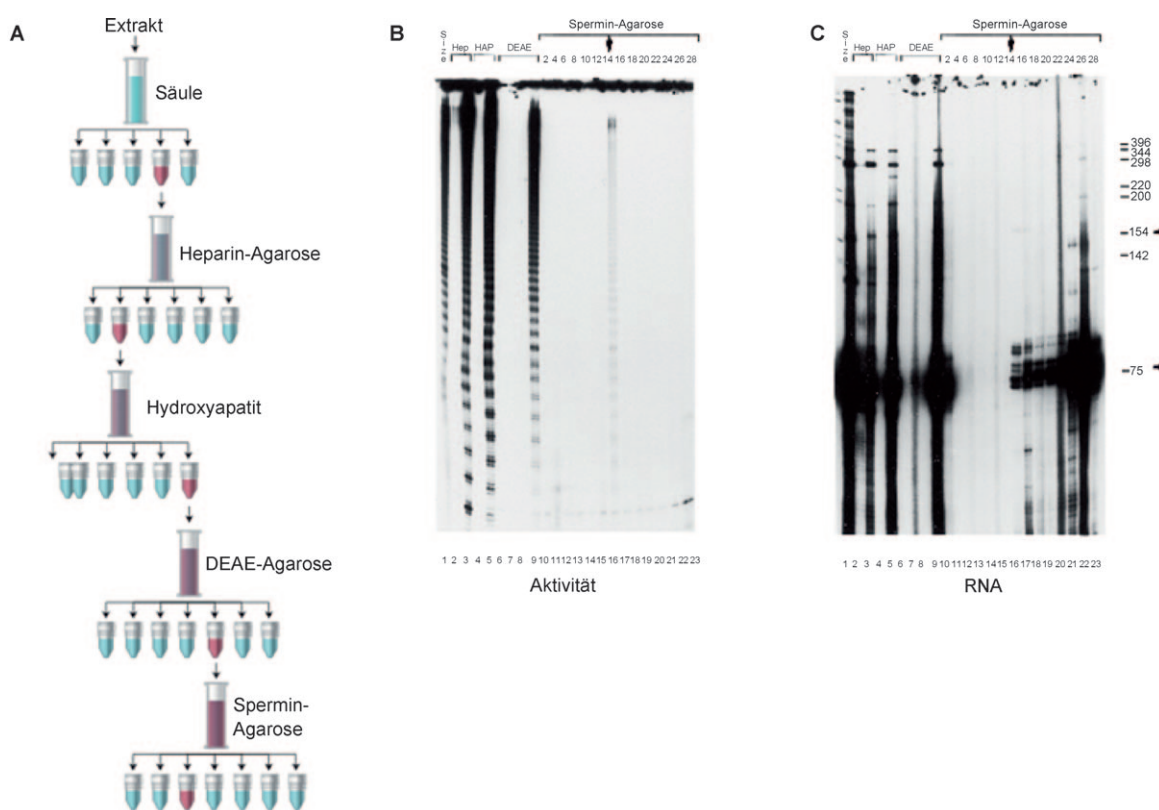 A
Extrakt
Säule
Heparin-Agarose
Hydroxyapatit
DEAE-Agarose
Spermin-
Agarose
B
Spermin-Agarose
Size
Hep HAP DEAE
2 4 6 8 10 12 14 16 18 20 22 24 26 28
1 2 3 4 5 6 7 8 9 10 11 12 13 14 15 16 17 18 19 20 21 22 23
Aktivität
C
Spermin-Agarose
Size
Hep HAP DEAE
2 4 6 8 10 12 14 16 18 20 22 24 26 28
396
344
298
220
200
154
142
75
1 2 3 4 5 6 7 8 9 10 11 12 13 14 15 16 17 18 19 20 21 22 23
RNA